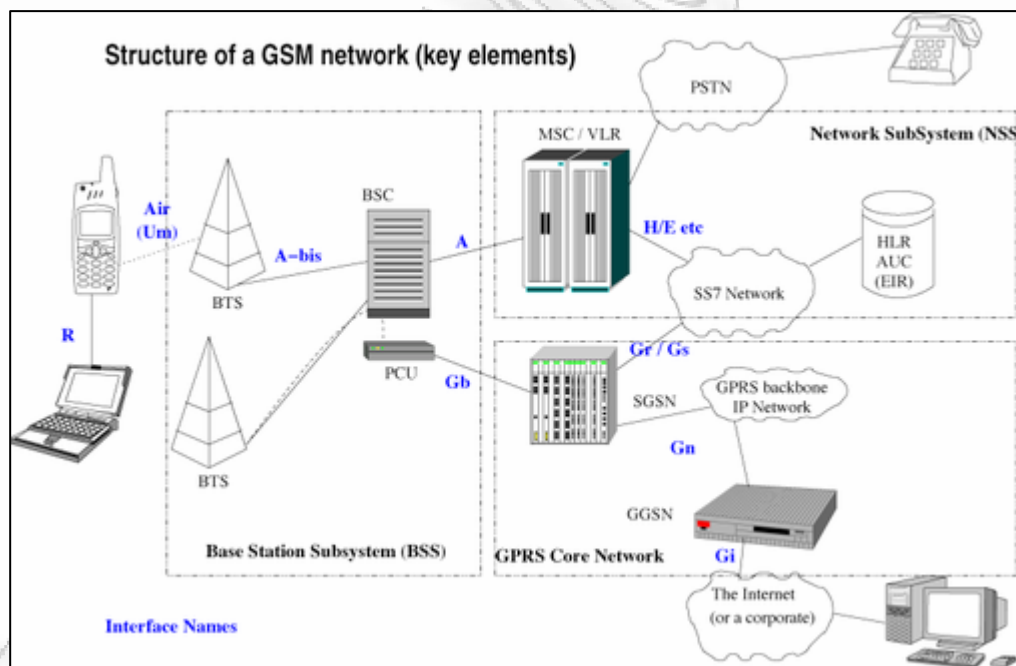 Structure of a GSM network (key elements)
PSTN
MSC / VLR
Network SubSystem (NSS
BSC
Air
(Um)
A-bis
A
H/E etc
HLR
AUC
(EIR)
BTS
SS7 Network
R
PCU
Gb
Gr / Gs
SGSN
GPRS backbone
IP Network
Gn
BTS
GGSN
Base Station Subsystem (BSS)
GPRS Core Network
Gi
The Internet
(or a corporate)
Interface Names